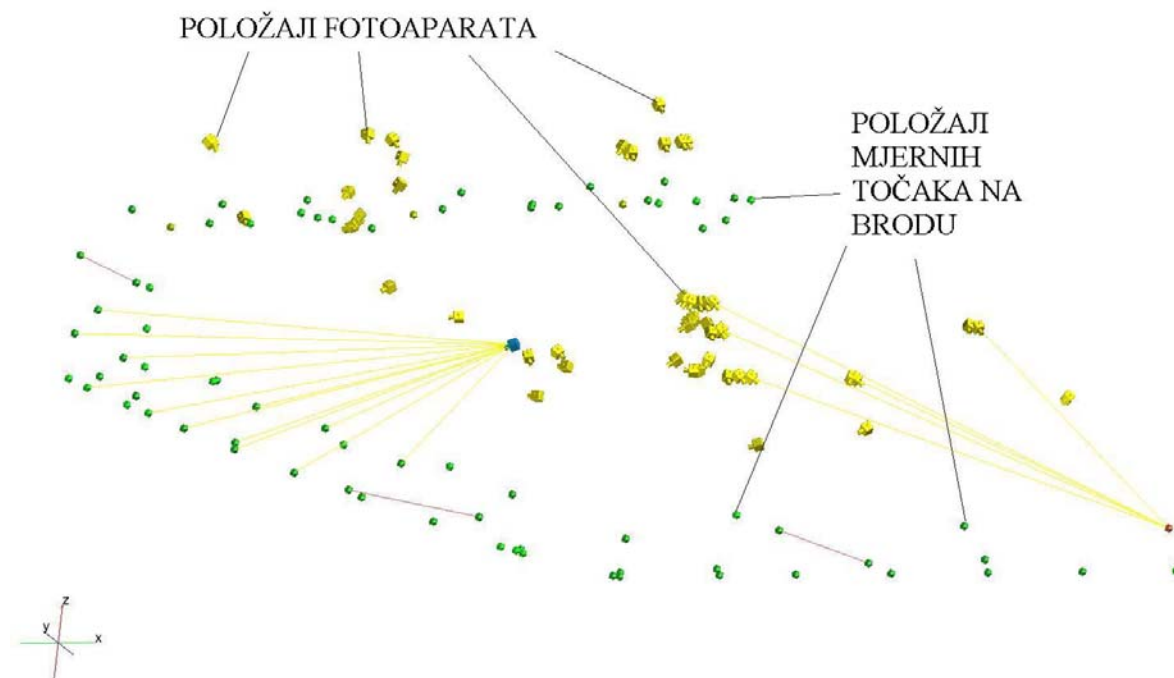 POLOŽAJI FOTOAPARATA
POLOŽAJI
MJERNIH
TOČAKA NA
BRODU
z
y
x